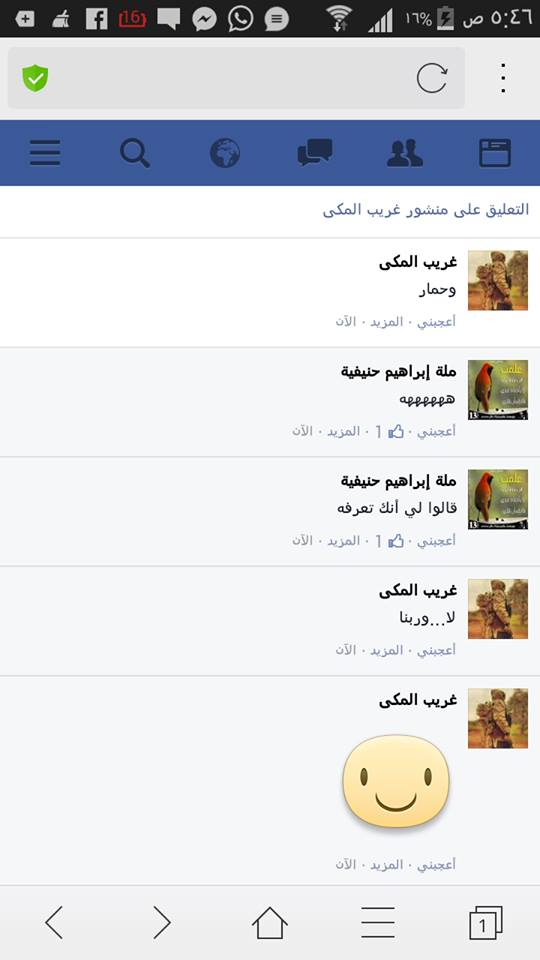 ٥:٤٦ ص
١٦%
16
التعليق على منشور غريب المكى
غريب المكى
وحمار
أعجبني · المزيد · الآن
ملة إبراهيم حنيفية
هههههههه
أعجبني · 1 · المزيد · الآن
ملة إبراهيم حنيفية
قالوا لي أنك تعرفه
أعجبني · 1 · المزيد · الآن
غريب المكى
لا...وربنا
أعجبني · المزيد · الآن
غريب المكى
أعجبني · المزيد · الآن
1